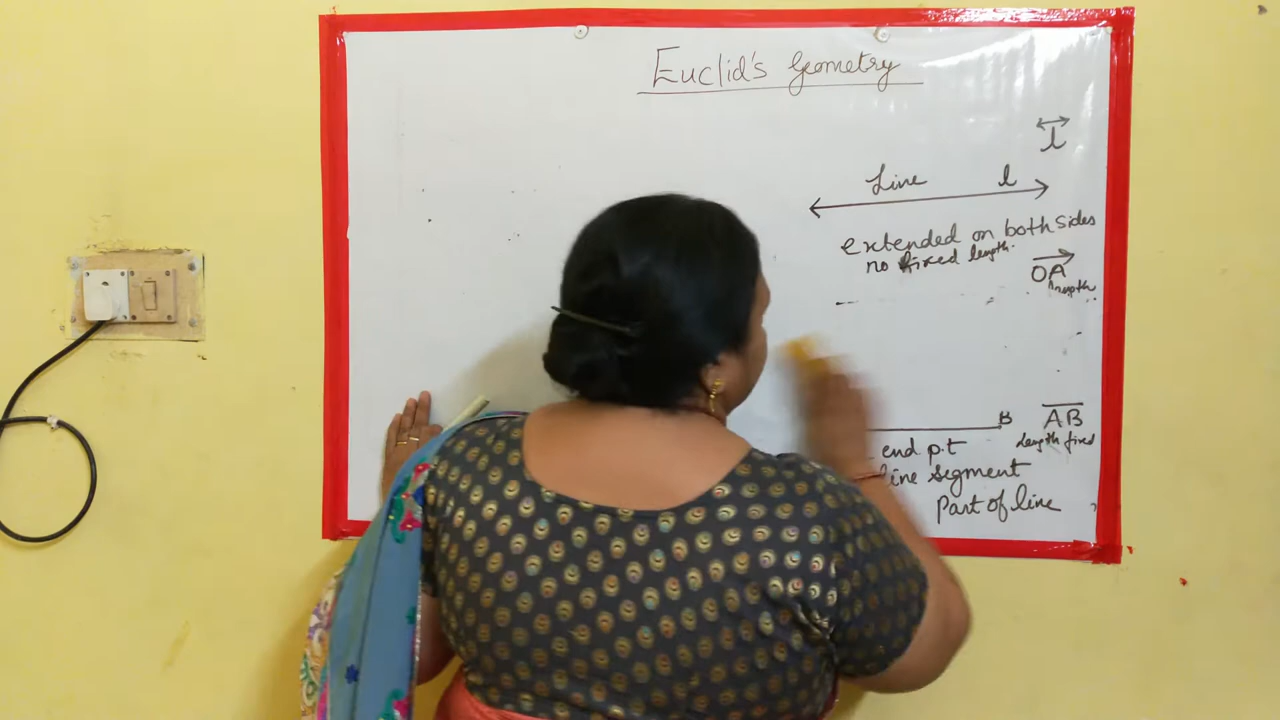 Euclid's Geometry
l
Line l
extended on both sides
no fixed length.
OA
length
B AB
end p.t length fixed
line segment
Part of line